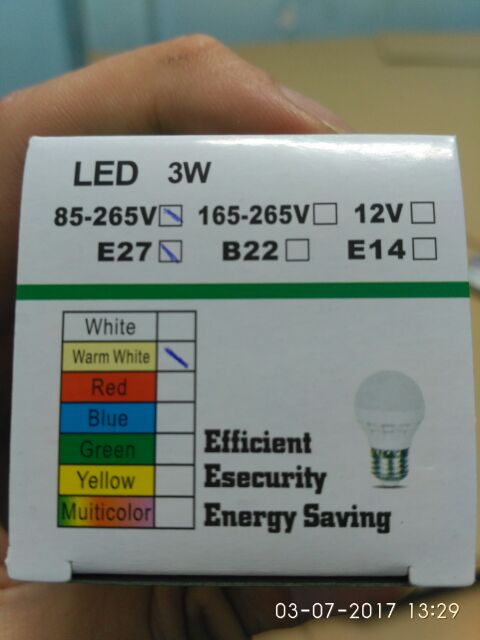 LED 3W
85-265V 165-265V 12V
E27 B22 E14
White
Warm White
Red
Blue
Green
Yellow
Muiticolor
Efficient
Esecurity
Energy Saving
03-07-2017 13:29